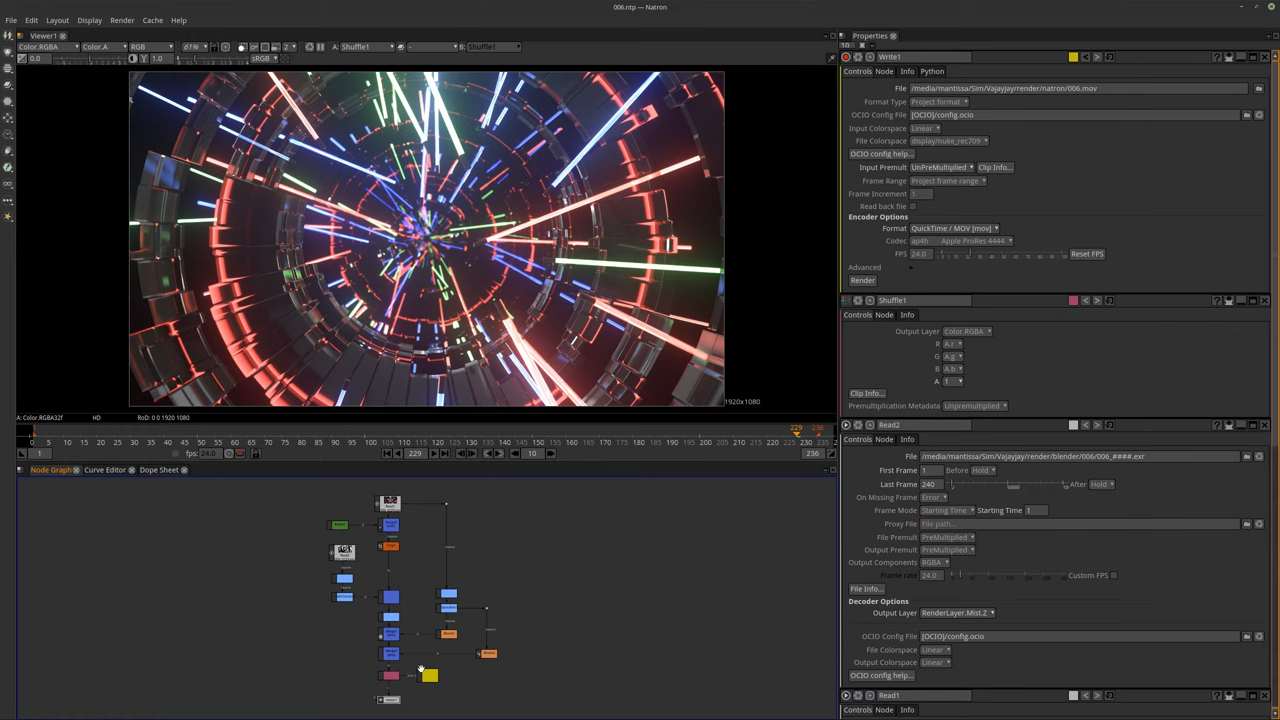 006.ntp - Natron
File Edit Layout Display Render Cache Help
Viewer1
Color.RGBA Color.A RGB 61% 2 A: Shuffle1 - B: Shuffle1
0.0 1.0 sRGB
1920x1080
A: Color.RGBA32f HD RoD: 0 0 1920 1080
229 236
0 5 10 15 20 25 30 35 40 45 50 55 60 65 70 75 80 85 90 95 100 105 110 115 120 125 130 135 140 145 150 155 160 165 170 175 180 185 190 195 200 205 210 215 220 225 230 235
1 fps: 24.0 229 10 236
Node Graph Curve Editor Dope Sheet
Properties
10
Write1
Controls Node Info Python
File /media/mantissa/Sim/Vajayjay/render/natron/006.mov
Format Type Project format
OCIO Config File [OCIO]/config.ocio
Input Colorspace Linear
File Colorspace display/nuke_rec709
OCIO config help...
Input Premult UnPreMultiplied Clip Info...
Frame Range Project frame range
Frame Increment 1
Read back file
Encoder Options
Format QuickTime / MOV [mov]
Codec ap4h Apple ProRes 4444
FPS 24.0 Reset FPS
Advanced
Render
Shuffle1
Controls Node Info
Output Layer Color.RGBA
R A.r
G A.g
B A.b
A 1
Clip Info...
Premultiplication Metadata Unpremultiplied
Read2
Controls Node Info
File /media/mantissa/Sim/Vajayjay/render/blender/006/006_####.exr
First Frame 1 Before Hold
Last Frame 240 After Hold
On Missing Frame Error
Frame Mode Starting Time Starting Time 1
Proxy File File path...
File Premult PreMultiplied
Output Premult PreMultiplied
Output Components RGBA
Frame rate 24.0 Custom FPS
File Info...
Decoder Options
Output Layer RenderLayer.Mist.Z
OCIO Config File [OCIO]/config.ocio
File Colorspace Linear
Output Colorspace Linear
OCIO config help...
Read1
Controls Node Info